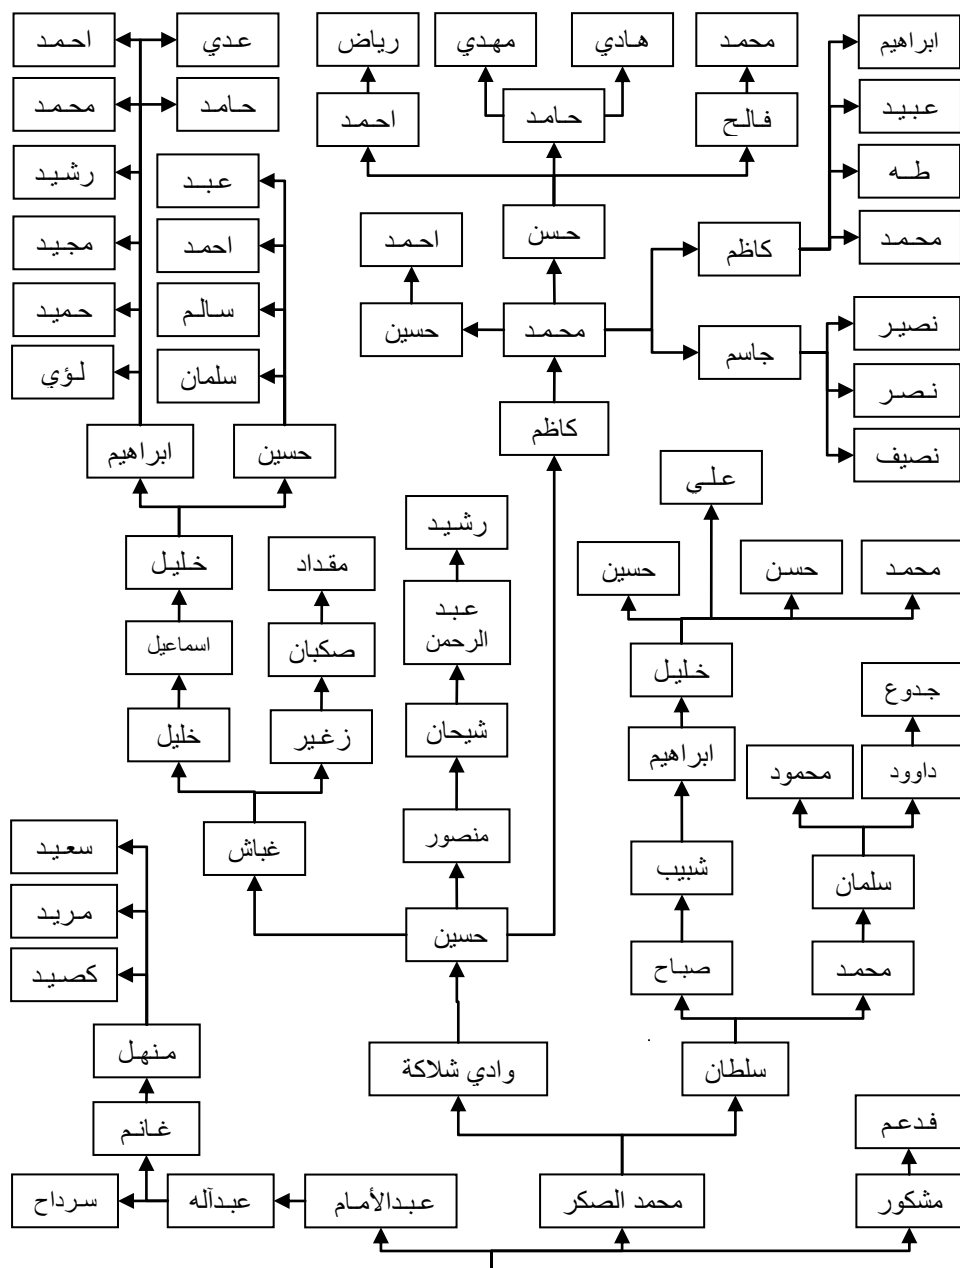 محمد
هادي
مهدي
رياض
عدي
احمد
ابراهيم
فالح
حامد
احمد
حامد
محمد
عبيد
طه
عبد
رشيد
محمد
كاظم
حسن
احمد
احمد
مجيد
نصير
جاسم
محمد
حسين
سالم
حميد
نصر
سلمان
لؤي
نصيف
كاظم
حسين
ابراهيم
علي
رشيد
محمد
حسن
حسين
مقداد
خليل
عبد
الرحمن
صكبان
اسماعيل
خليل
جدوع
شيحان
زغير
خليل
ابراهيم
داوود
محمود
منصور
غباش
سعيد
سلمان
شبيب
مريد
حسين
محمد
صباح
كصيد
سلطان
وادي شلاكة
منهل
فدعم
غانم
مشكور
محمد الصكر
عبدالأمام
عبدآله
سرداح